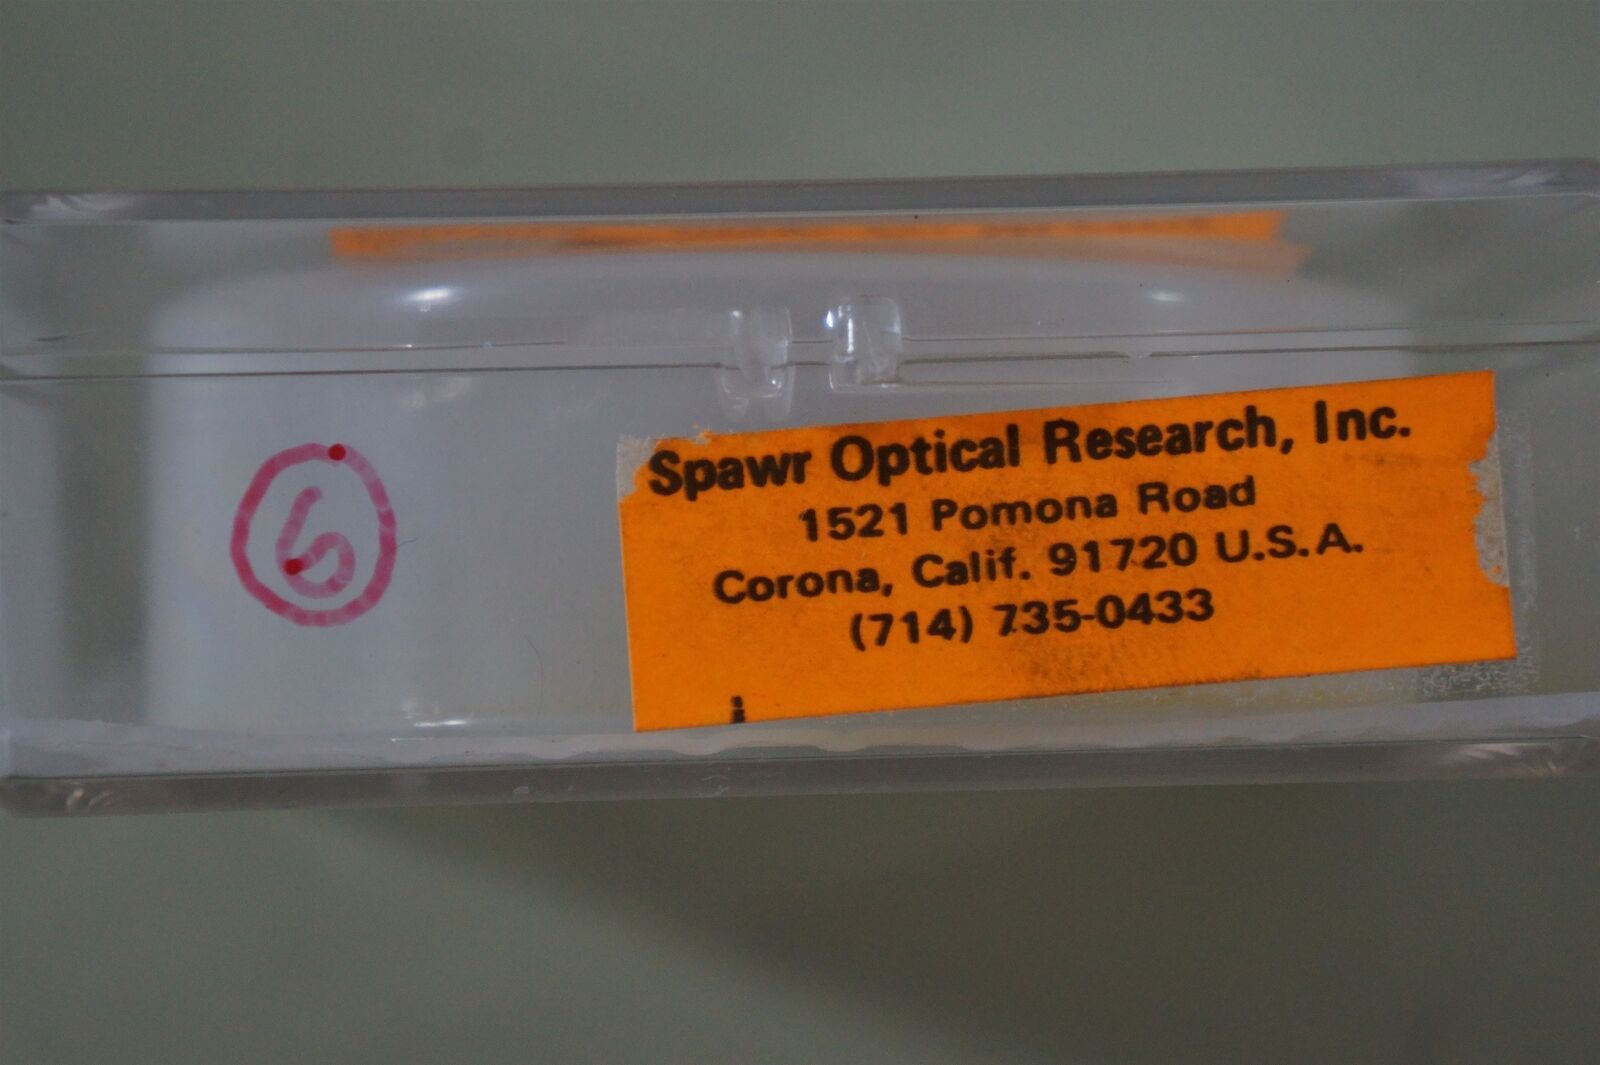 6
Spawr Optical Research, Inc.
1521 Pomona Road
Corona, Calif. 91720 U.S.A.
(714) 735-0433